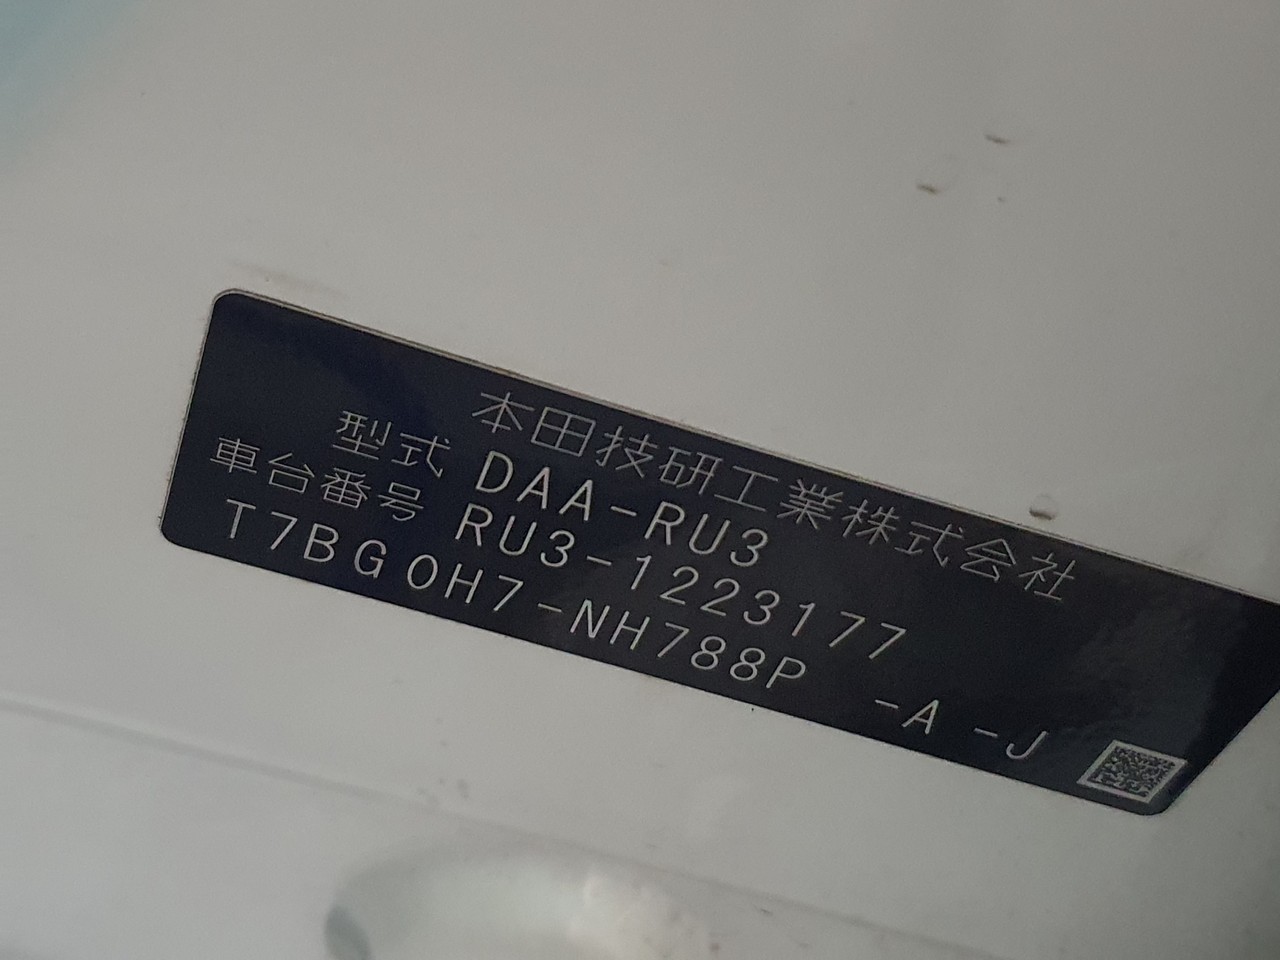 本田技研工業株式会社
型式 DAA-RU3
車台番号 RU3-1223177
T7BG0H7-NH788P -A -J